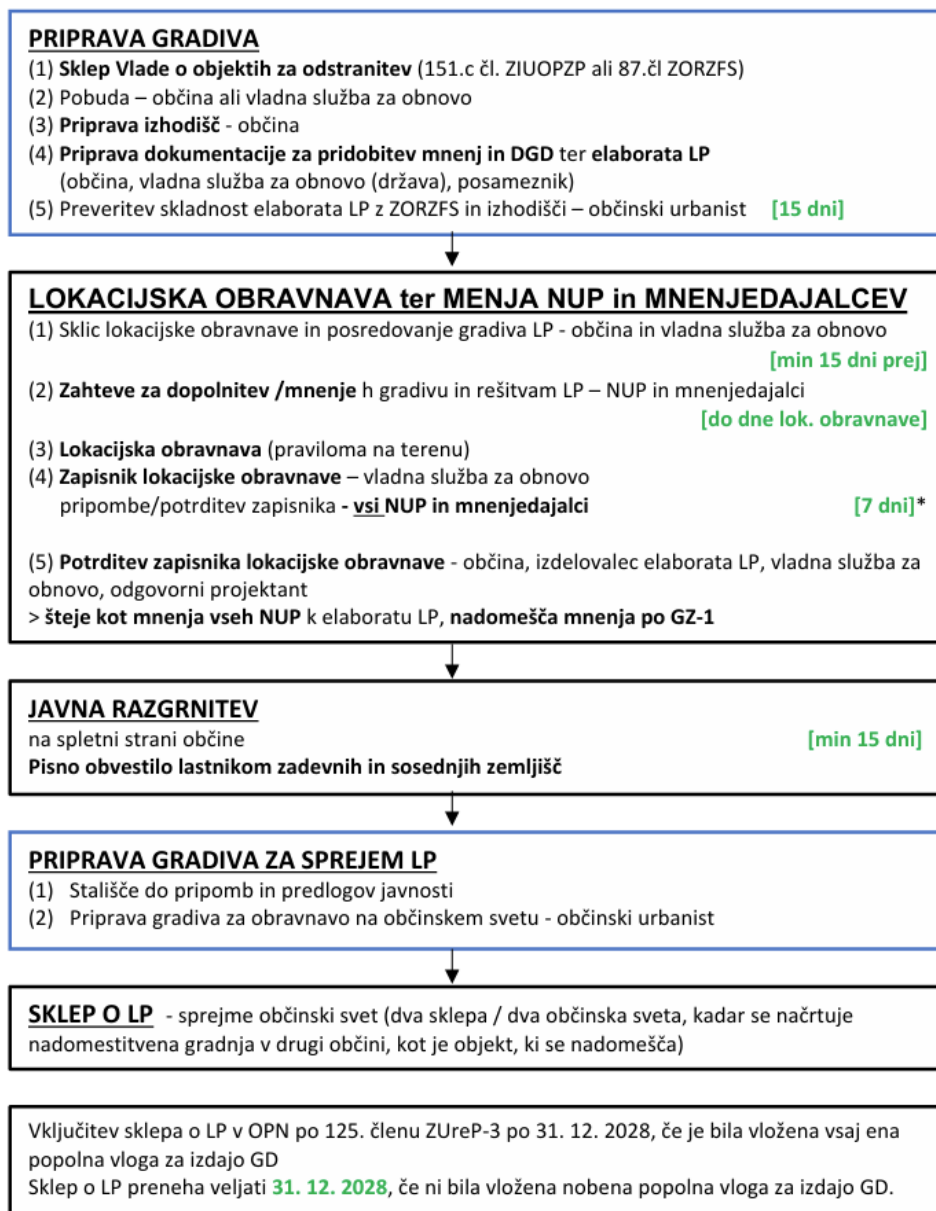 PRIPRAVA GRADIVA
(1) Sklep Vlade o objektih za odstranitev (151.c čl. ZIUOPZP ali 87.čl ZORZFS)
(2) Pobuda – občina ali vladna služba za obnovo
(3) Priprava izhodišč - občina
(4) Priprava dokumentacije za pridobitev mnenj in DGD ter elaborata LP
(občina, vladna služba za obnovo (država), posameznik)
(5) Preveritev skladnost elaborata LP z ZORZFS in izhodišči – občinski urbanist [15 dni]
LOKACIJSKA OBRAVNAVA ter MENJA NUP in MNENJEDAJALCEV
(1) Sklic lokacijske obravnave in posredovanje gradiva LP - občina in vladna služba za obnovo
[min 15 dni prej]
(2) Zahteve za dopolnitev /mnenje h gradivu in rešitvam LP – NUP in mnenjedajalci
[do dne lok. obravnave]
(3) Lokacijska obravnava (praviloma na terenu)
(4) Zapisnik lokacijske obravnave – vladna služba za obnovo
pripombe/potrditev zapisnika - vsi NUP in mnenjedajalci [7 dni]*
(5) Potrditev zapisnika lokacijske obravnave - občina, izdelovalec elaborata LP, vladna služba za
obnovo, odgovorni projektant
> šteje kot mnenja vseh NUP k elaboratu LP, nadomešča mnenja po GZ-1
JAVNA RAZGRNITEV
na spletni strani občine [min 15 dni]
Pisno obvestilo lastnikom zadevnih in sosednjih zemljišč
PRIPRAVA GRADIVA ZA SPREJEM LP
(1) Stališče do pripomb in predlogov javnosti
(2) Priprava gradiva za obravnavo na občinskem svetu - občinski urbanist
SKLEP O LP - sprejme občinski svet (dva sklepa / dva občinska sveta, kadar se načrtuje
nadomestitvena gradnja v drugi občini, kot je objekt, ki se nadomešča)
Vključitev sklepa o LP v OPN po 125. členu ZUreP-3 po 31. 12. 2028, če je bila vložena vsaj ena
popolna vloga za izdajo GD
Sklep o LP preneha veljati 31. 12. 2028, če ni bila vložena nobena popolna vloga za izdajo GD.